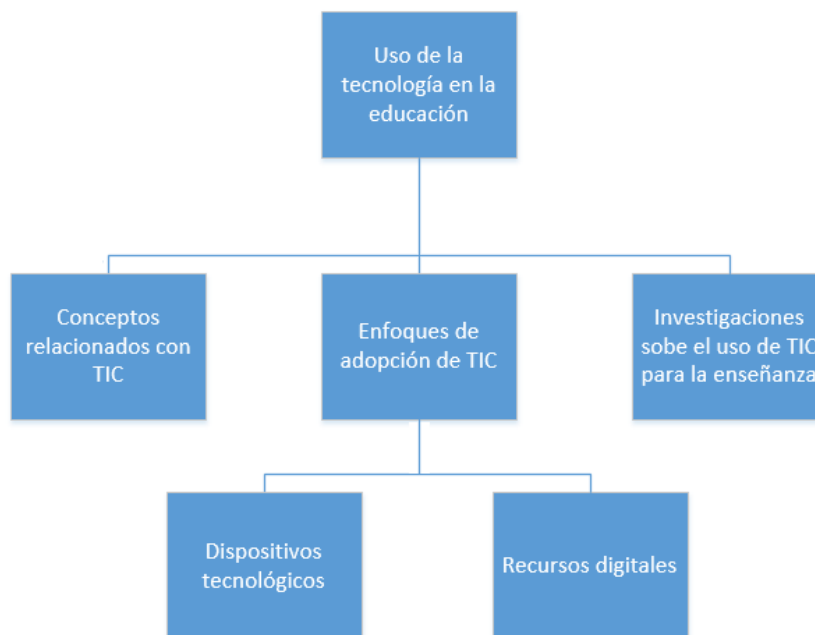 Uso de la
tecnología en la
educación
Conceptos
relacionados con
TIC
Enfoques de
adopción de TIC
Investigaciones
sobe el uso de TIC
para la enseñanza
Dispositivos
tecnológicos
Recursos digitales